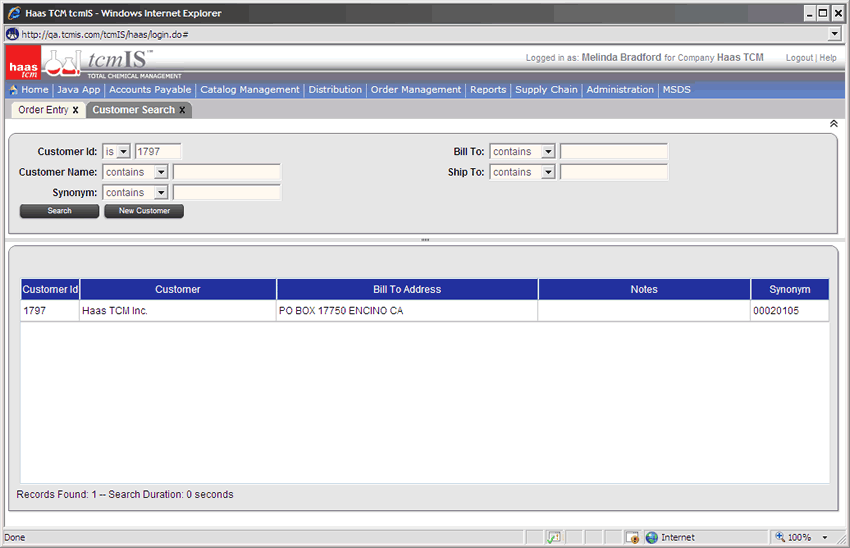 Haas TCM tcmIS - Windows Internet Explorer
http://qa.tcmis.com/tcmIS/haas/login.do#
haas tcm
tcmIS™
TOTAL CHEMICAL MANAGEMENT
Logged in as: Melinda Bradford for Company Haas TCM Logout | Help
Home | Java App | Accounts Payable | Catalog Management | Distribution | Order Management | Reports | Supply Chain | Administration | MSDS
Order Entry x Customer Search x
Customer Id: is 1797 Bill To: contains
Customer Name: contains Ship To: contains
Synonym: contains
Search New Customer
Customer Id Customer Bill To Address Notes Synonym
1797 Haas TCM Inc. PO BOX 17750 ENCINO CA 00020105
Records Found: 1 -- Search Duration: 0 seconds
Done Internet 100%